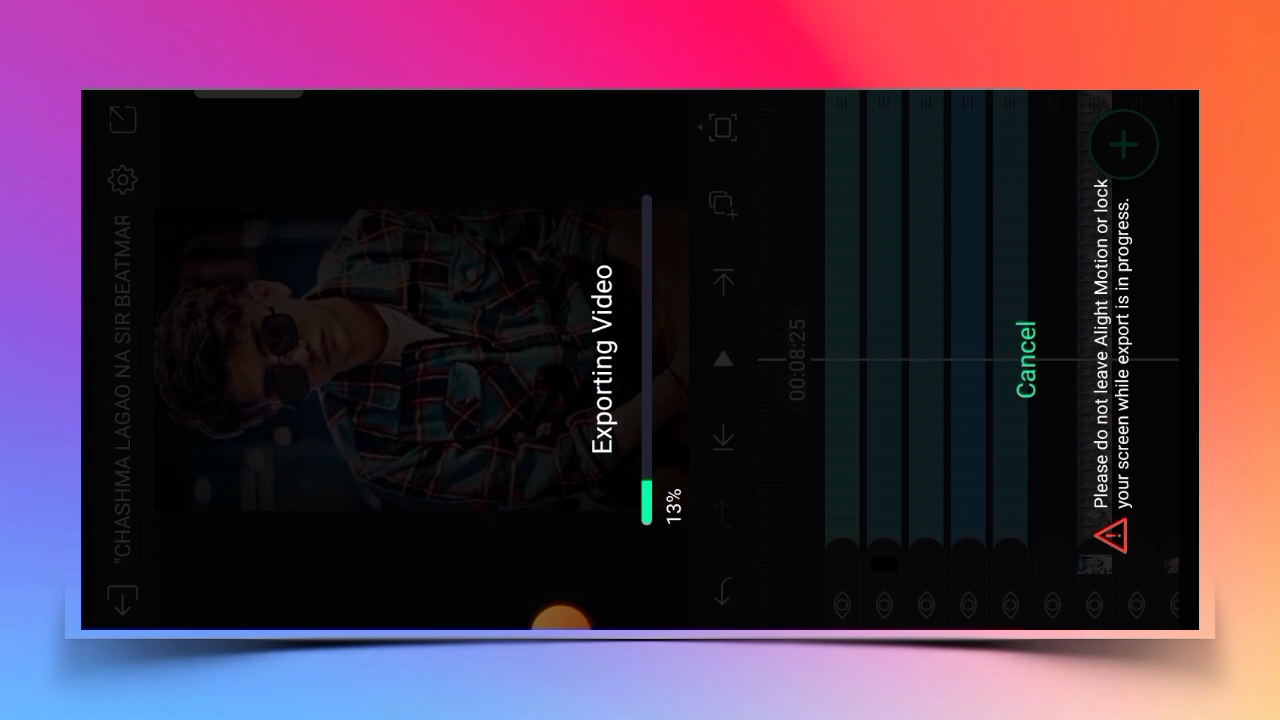 "CHASHMA LAGAO NA SIR BEATMAR
Exporting Video
13%
00:08:25
Cancel
Please do not leave Alight Motion or lock
your screen while export is in progress.